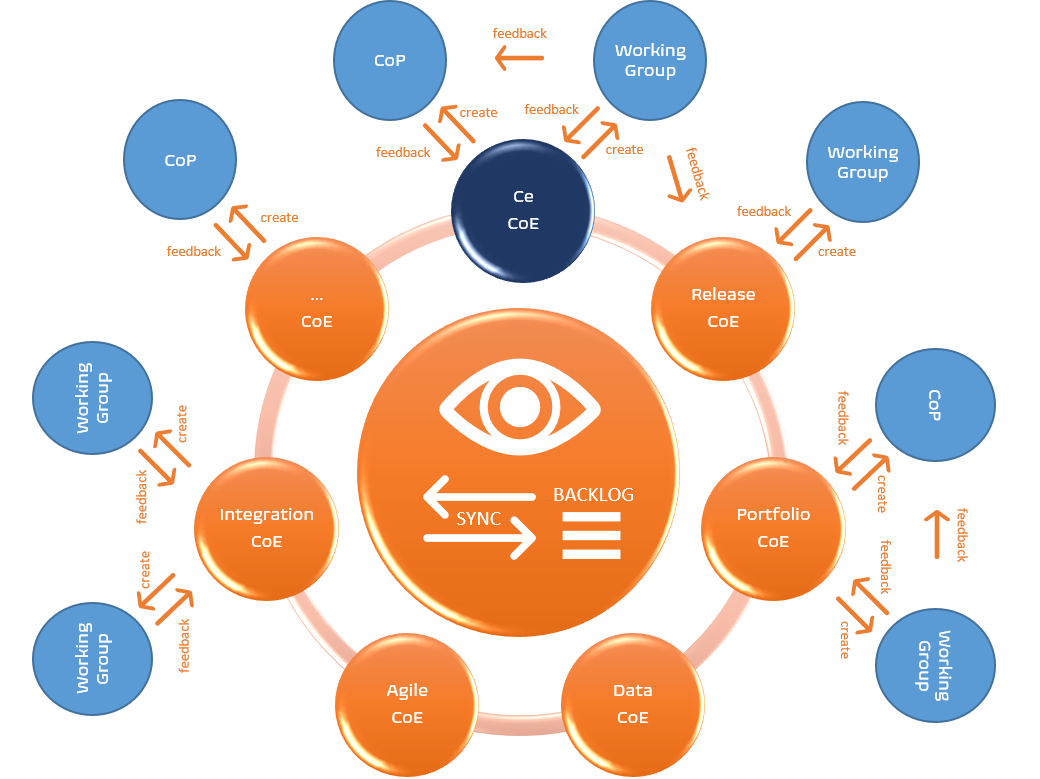 feedback
CoP
Working
Group
feedback
create
feedback
create
CoP
create
feedback
Ce
CoE
feedback
Working
Group
feedback
create
...
CoE
Release
CoE
Working
Group
create
feedback
BACKLOG
SYNC
feedback
create
CoP
Integration
CoE
Portfolio
CoE
feedback
create
feedback
Working
Group
feedback
create
Working
Group
Agile
CoE
Data
CoE